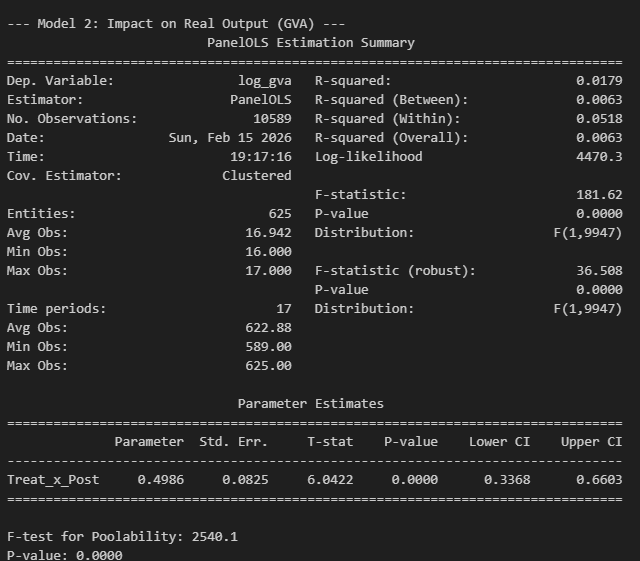 --- Model 2: Impact on Real Output (GVA) ---
PanelOLS Estimation Summary
================================================================================
Dep. Variable: log_gva R-squared: 0.0179
Estimator: PanelOLS R-squared (Between): 0.0063
No. Observations: 10589 R-squared (Within): 0.0518
Date: Sun, Feb 15 2026 R-squared (Overall): 0.0063
Time: 19:17:16 Log-likelihood 4470.3
Cov. Estimator: Clustered
F-statistic: 181.62
Entities: 625 P-value 0.0000
Avg Obs: 16.942 Distribution: F(1,9947)
Min Obs: 16.000
Max Obs: 17.000 F-statistic (robust): 36.508
P-value 0.0000
Time periods: 17 Distribution: F(1,9947)
Avg Obs: 622.88
Min Obs: 589.00
Max Obs: 625.00
Parameter Estimates
================================================================================
Parameter Std. Err. T-stat P-value Lower CI Upper CI
--------------------------------------------------------------------------------
Treat_x_Post 0.4986 0.0825 6.0422 0.0000 0.3368 0.6603
================================================================================
F-test for Poolability: 2540.1
P-value: 0.0000